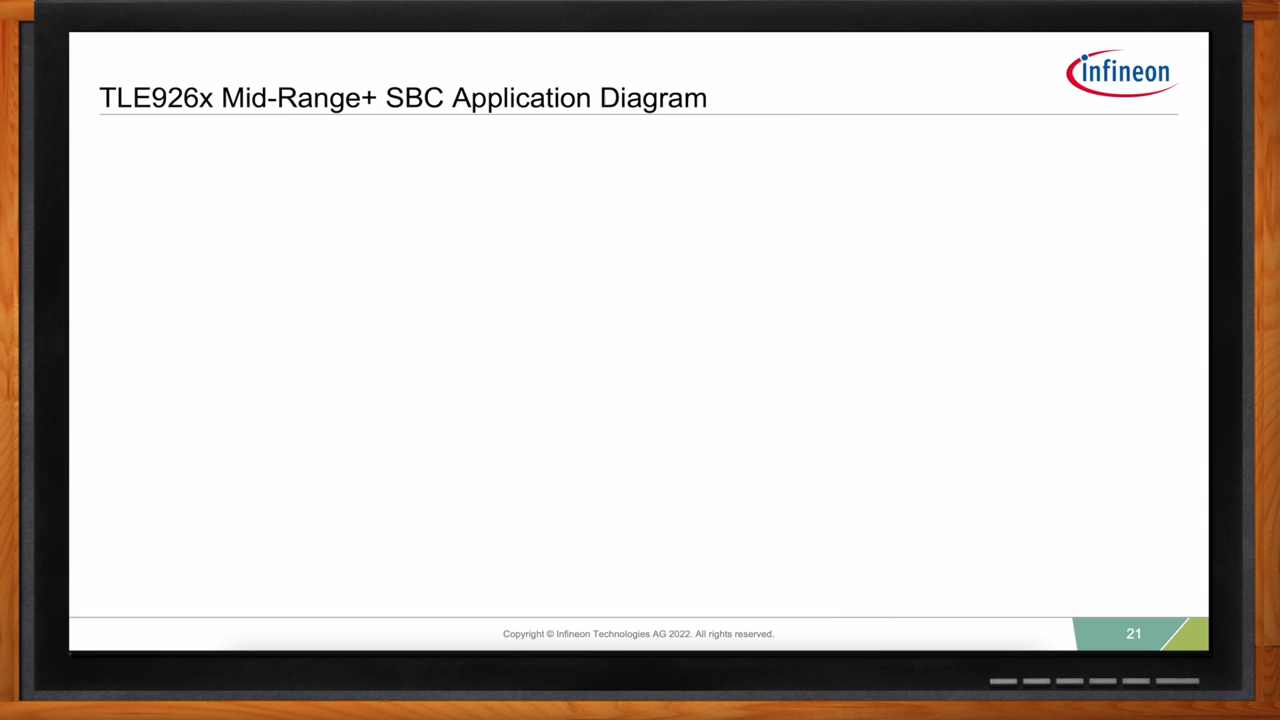 infineon
TLE926x Mid-Range+ SBC Application Diagram
Copyright © Infineon Technologies AG 2022. All rights reserved.
21